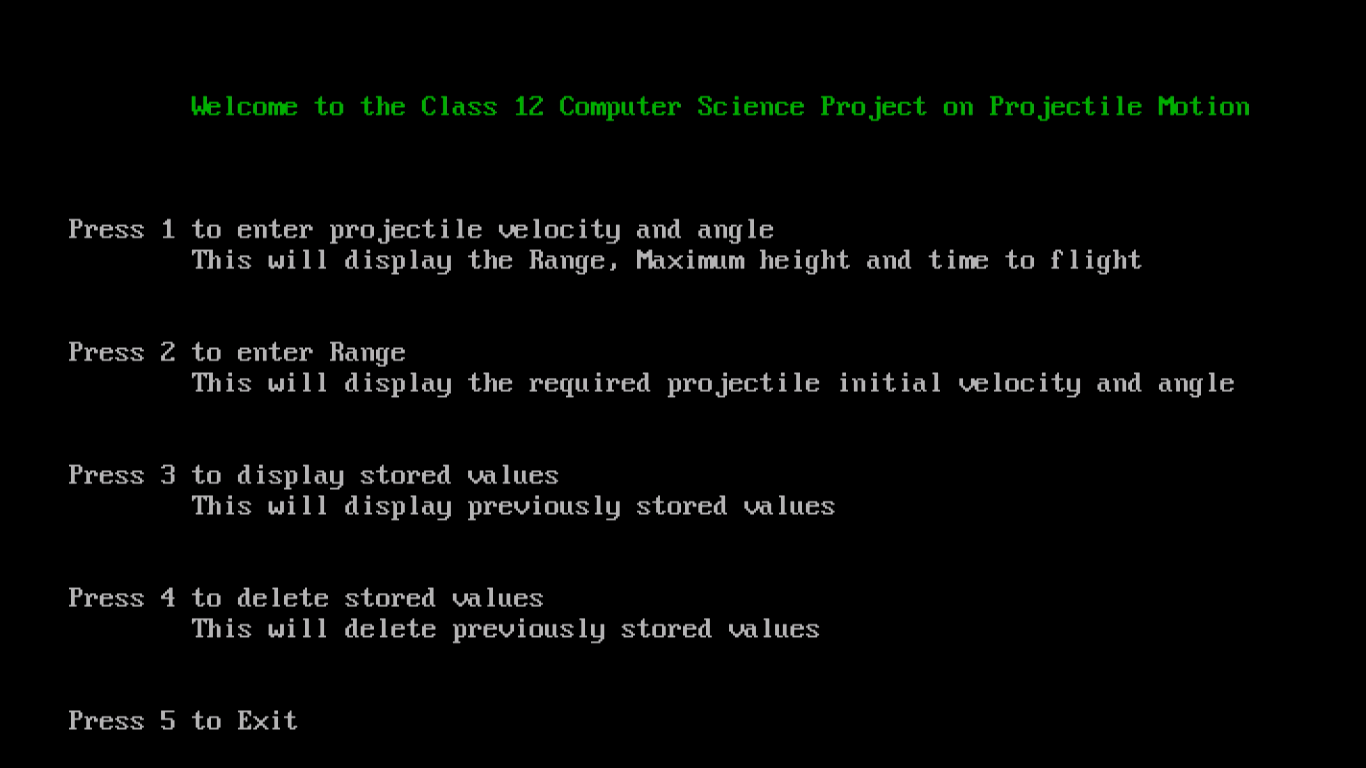 Welcome to the Class 12 Computer Science Project on Projectile Motion
Press 1 to enter projectile velocity and angle
This will display the Range, Maximum height and time to flight
Press 2 to enter Range
This will display the required projectile initial velocity and angle
Press 3 to display stored values
This will display previously stored values
Press 4 to delete stored values
This will delete previously stored values
Press 5 to Exit